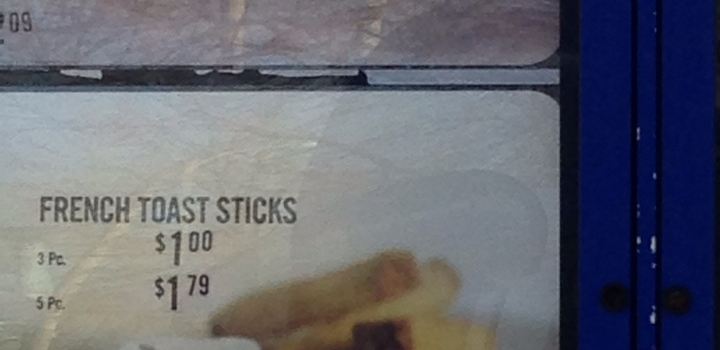 09
FRENCH TOAST STICKS
3 Pc. $1 00
5 Pc. $1 79